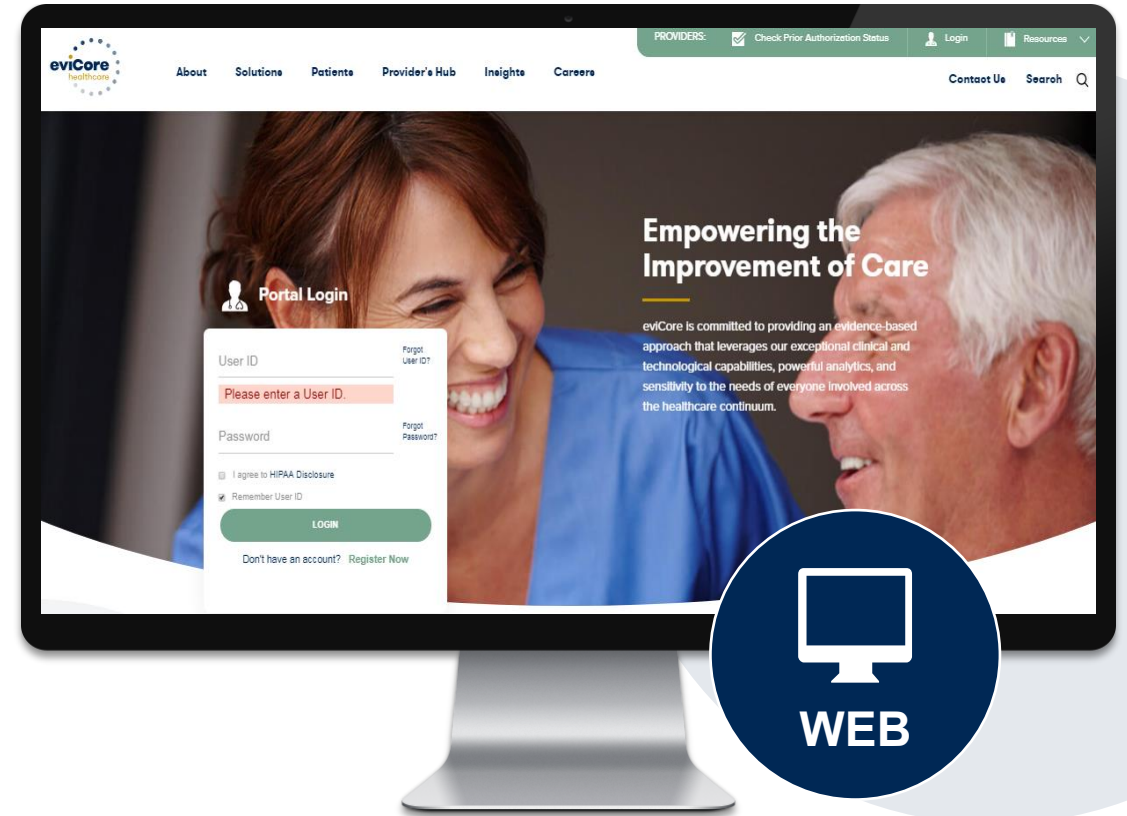 PROVIDERS: Check Prior Authorization Status Login Resources
eviCore
healthcare
About Solutions Patients Provider's Hub Insights Careers
Contact Us Search
Empowering the
Improvement of Care
eviCore is committed to providing an evidence-based
approach that leverages our exceptional clinical and
technological capabilities, powerful analytics, and
sensitivity to the needs of everyone involved across
the healthcare continuum.
Portal Login
User ID
Forgot
User ID?
Please enter a User ID.
Password
Forgot
Password?
I agree to HIPAA Disclosure
Remember User ID
LOGIN
Don't have an account? Register Now
WEB